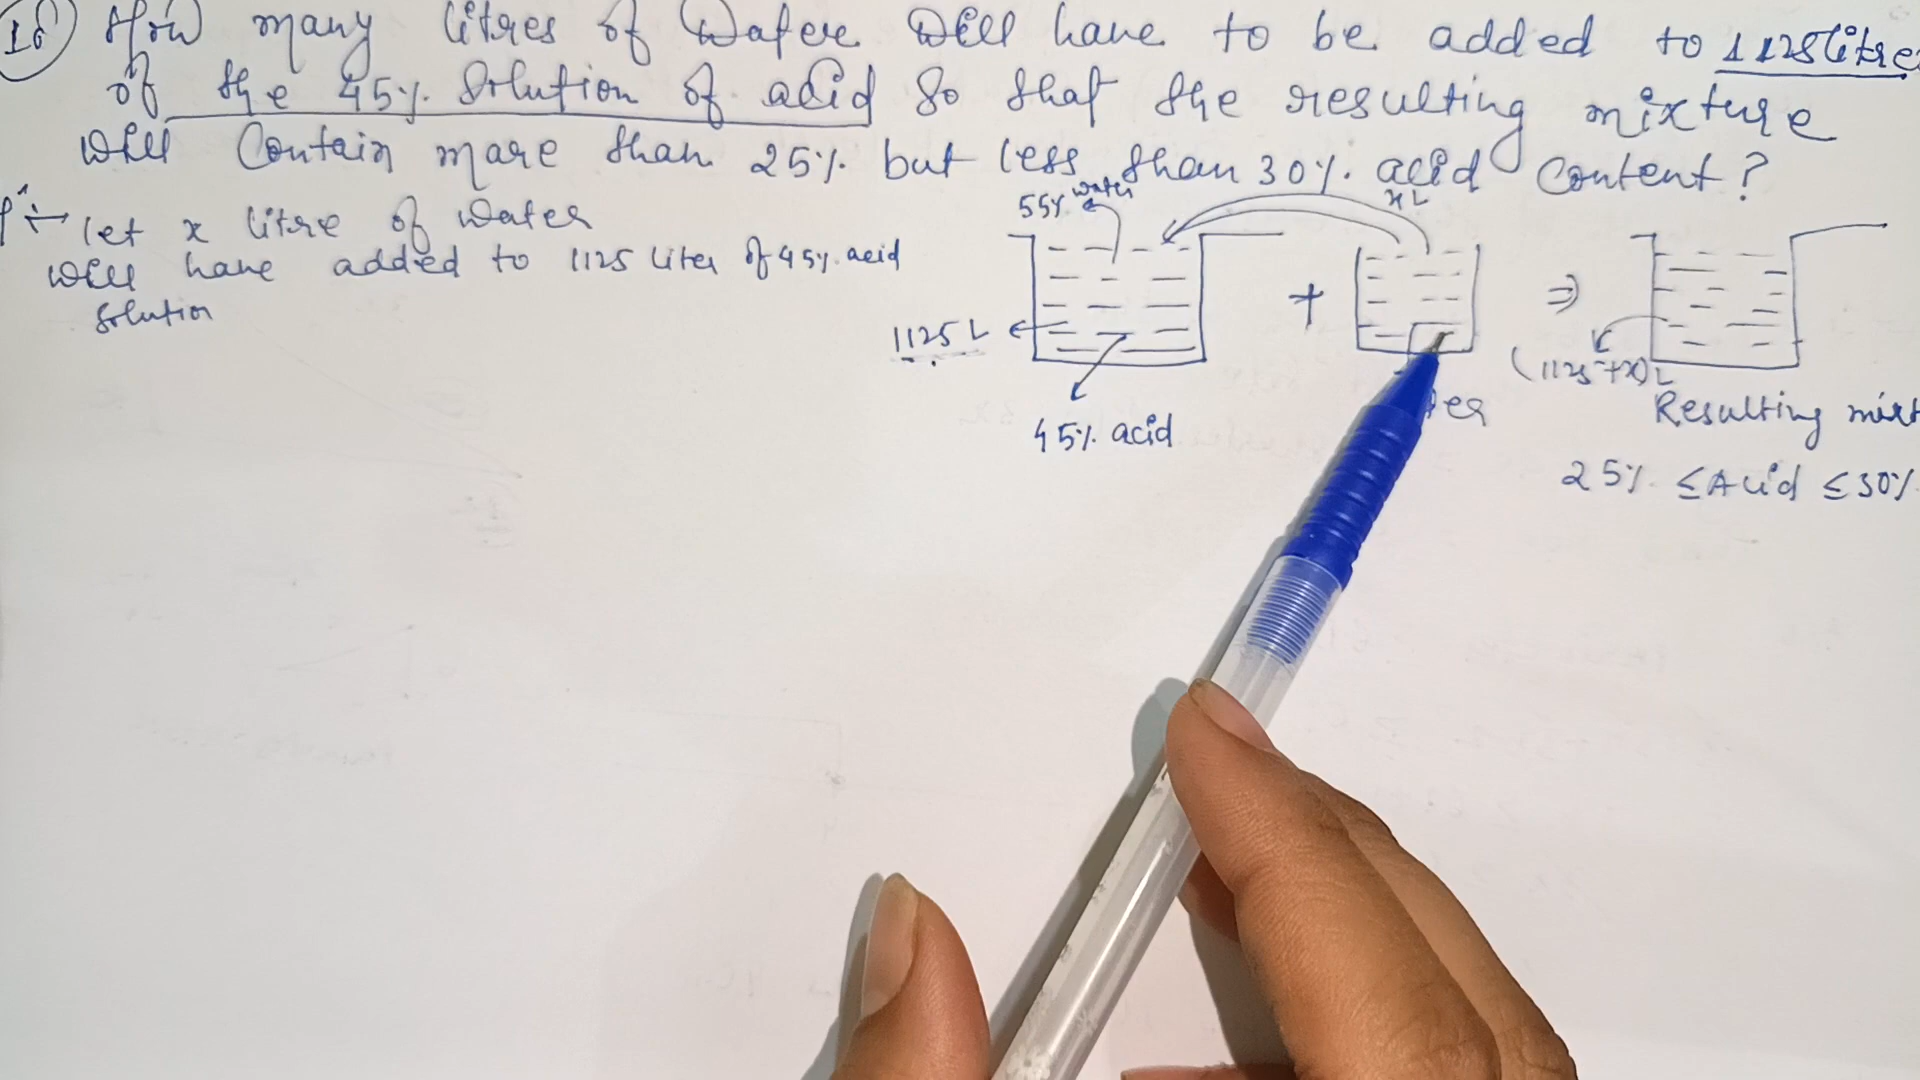 16 How many litres of water will have to be added to 1125 litre
of the 45% solution of acid so that the resulting mixture
will contain more than 25% but less than 30% acid content?
let x litre of water
will have added to 1125 liter of 45% acid
solution
55% water
x L
1125 L
+
⇒
(1125+x)L
45% acid
Resulting
25% ≤ Acid ≤ 30%